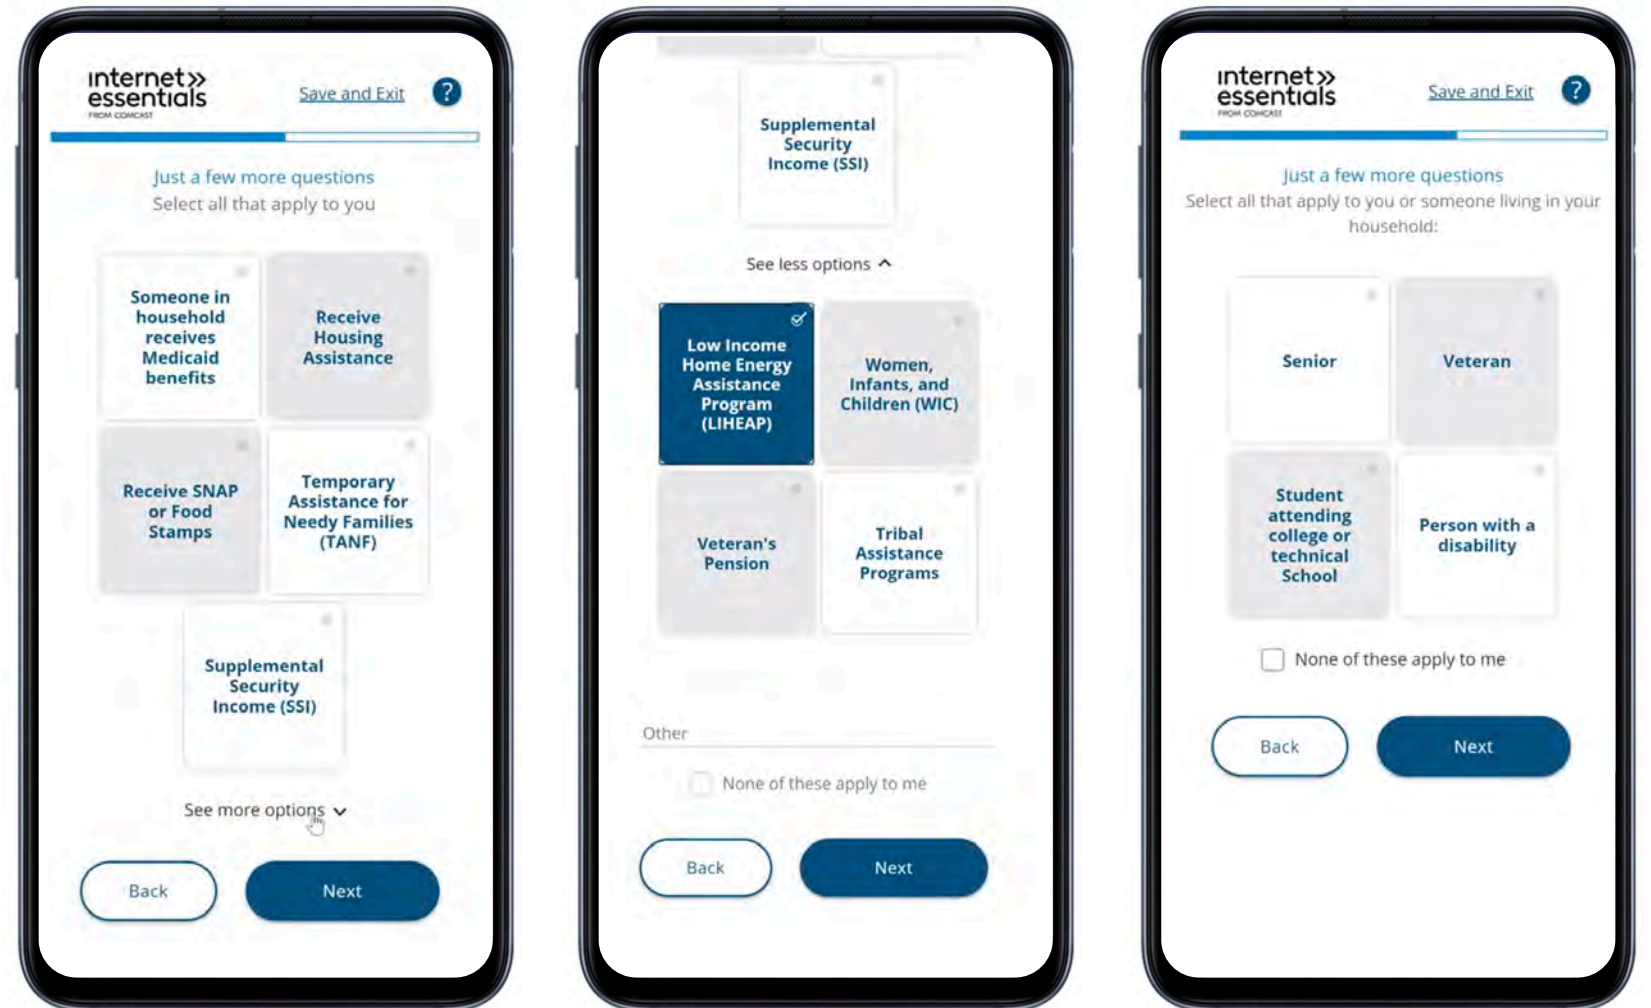 internet»
essentials
FROM COMCAST
Save and Exit
?
Just a few more questions
Select all that apply to you
Someone in
household
receives
Medicaid
benefits
Receive
Housing
Assistance
Receive SNAP
or Food
Stamps
Temporary
Assistance for
Needy Families
(TANF)
Supplemental
Security
Income (SSI)
See more options
Back
Next
Supplemental
Security
Income (SSI)
See less options
Low Income
Home Energy
Assistance
Program
(LIHEAP)
Women,
Infants, and
Children (WIC)
Veteran's
Pension
Tribal
Assistance
Programs
Other
None of these apply to me
Back
Next
internet»
essentials
FROM COMCAST
Save and Exit
?
Just a few more questions
Select all that apply to you or someone living in your
household:
Senior
Veteran
Student
attending
college or
technical
School
Person with a
disability
None of these apply to me
Back
Next